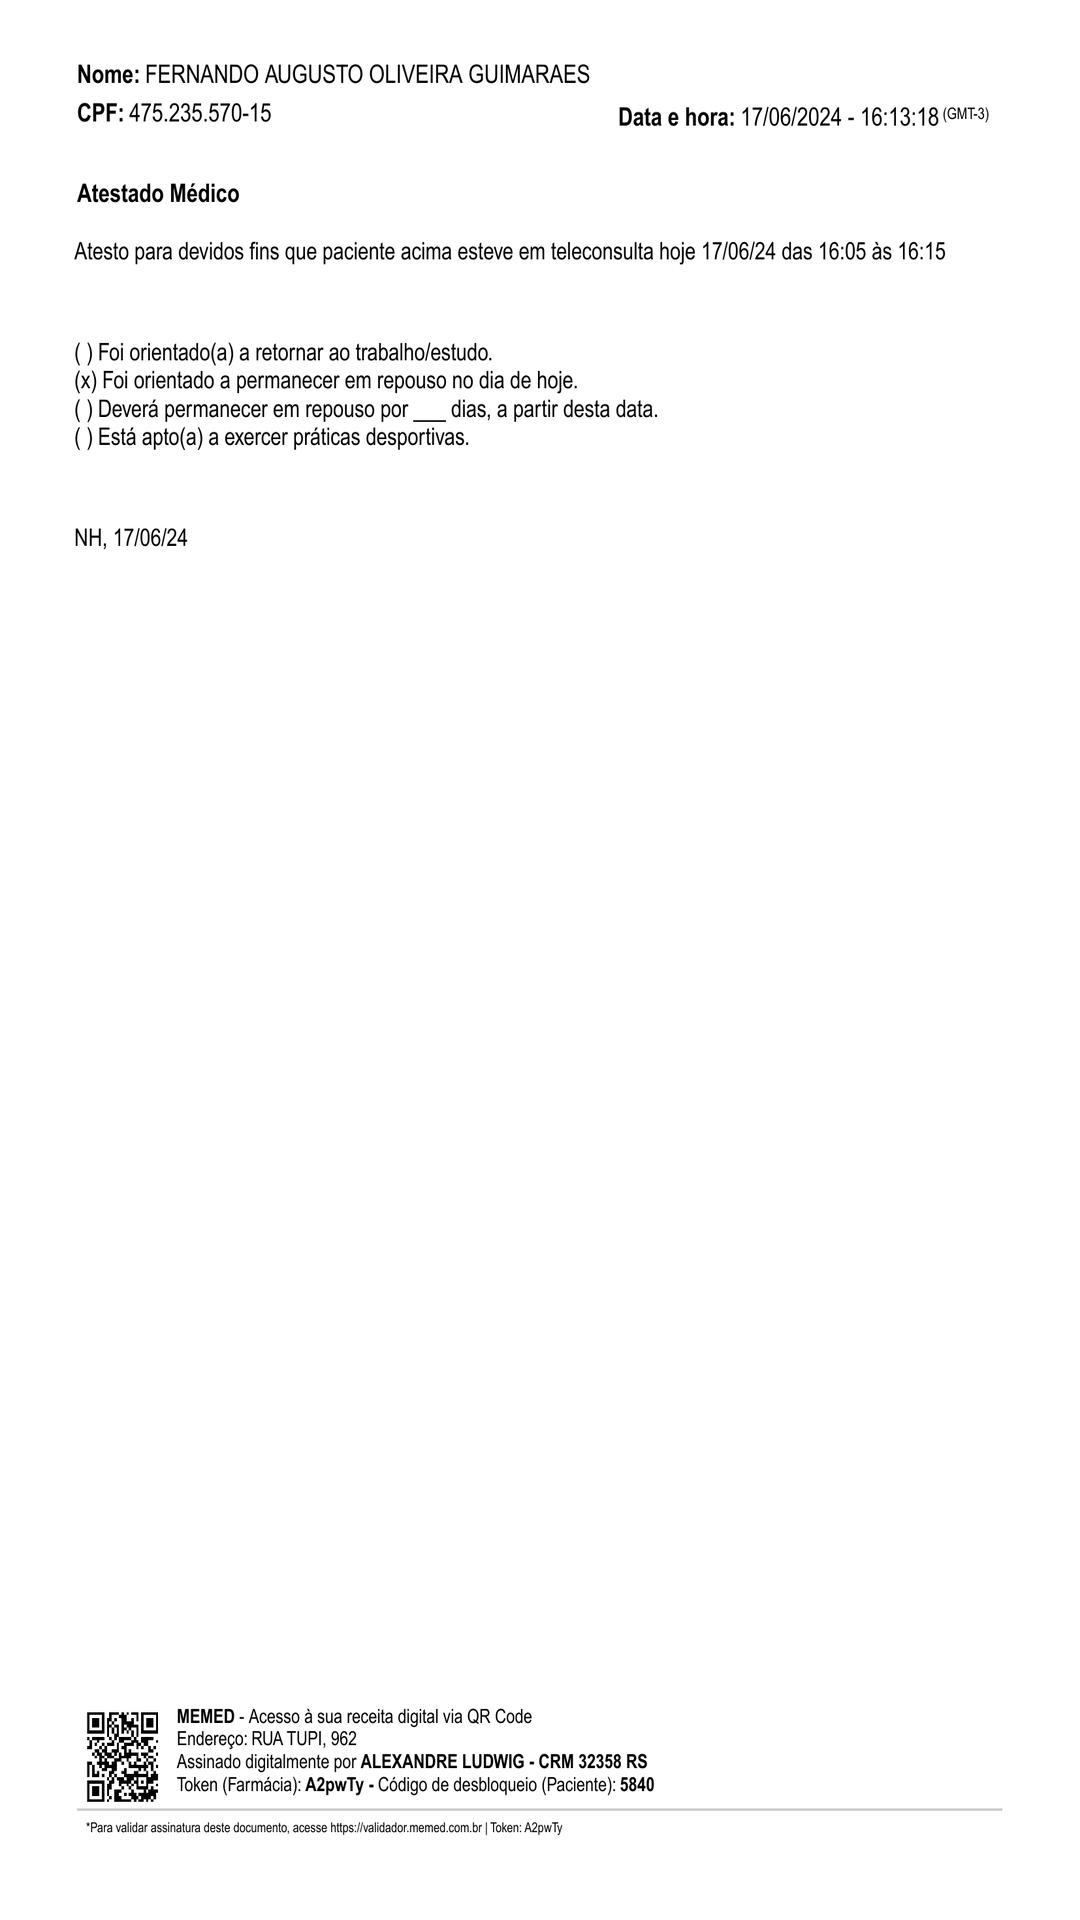 Nome: FERNANDO AUGUSTO OLIVEIRA GUIMARAES
CPF: 475.235.570-15
Data e hora: 17/06/2024 - 16:13:18 (GMT-3)
Atestado Médico
Atesto para devidos fins que paciente acima esteve em teleconsulta hoje 17/06/24 das 16:05 às 16:15
( ) Foi orientado(a) a retornar ao trabalho/estudo.
(x) Foi orientado a permanecer em repouso no dia de hoje.
( ) Deverá permanecer em repouso por ___ dias, a partir desta data.
( ) Está apto(a) a exercer práticas desportivas.
NH, 17/06/24
MEMED - Acesso à sua receita digital via QR Code
Endereço: RUA TUPI, 962
Assinado digitalmente por ALEXANDRE LUDWIG - CRM 32358 RS
Token (Farmácia): A2pwTy - Código de desbloqueio (Paciente): 5840
*Para validar assinatura deste documento, acesse https://validador.memed.com.br | Token: A2pwTy